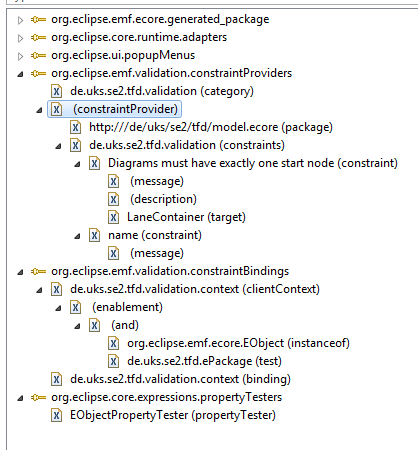 org.eclipse.emf.ecore.generated_package
org.eclipse.core.runtime.adapters
org.eclipse.ui.popupMenus
org.eclipse.emf.validation.constraintProviders
de.uks.se2.tfd.validation (category)
(constraintProvider)
http:///de/uks/se2/tfd/model.ecore (package)
de.uks.se2.tfd.validation (constraints)
Diagrams must have exactly one start node (constraint)
(message)
(description)
LaneContainer (target)
name (constraint)
(message)
org.eclipse.emf.validation.constraintBindings
de.uks.se2.tfd.validation.context (clientContext)
(enablement)
(and)
org.eclipse.emf.ecore.EObject (instanceof)
de.uks.se2.tfd.ePackage (test)
de.uks.se2.tfd.validation.context (binding)
org.eclipse.core.expressions.propertyTesters
EObjectPropertyTester (propertyTester)